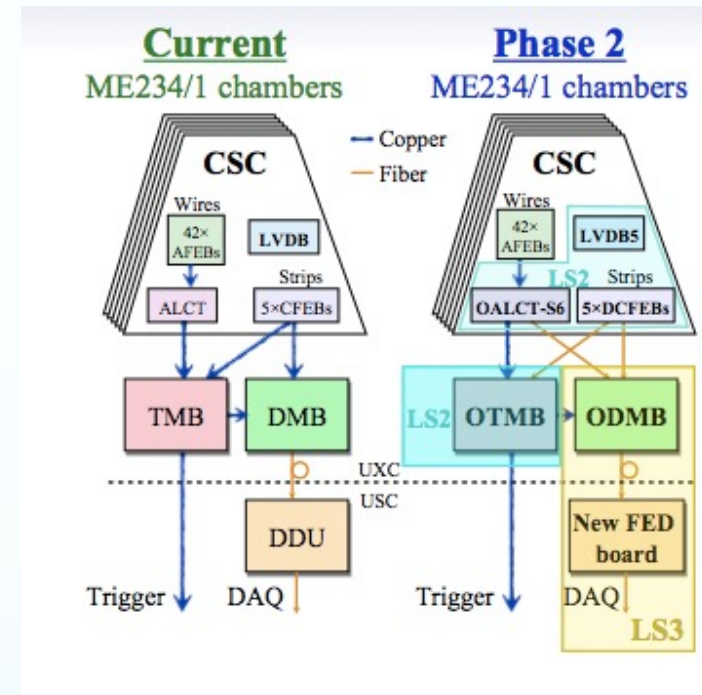 Current
ME234/1 chambers
CSC
Wires
42×
AFEBs
LVDB
Strips
ALCT
5×CFEBs
TMB
DMB
DDU
Trigger
DAQ
Copper
Fiber
UXC
USC
Phase 2
ME234/1 chambers
CSC
Wires
42×
AFEBs
LVDB5
LS2
Strips
OALCT-S6
5×DCFEBs
LS2
OTMB
ODMB
New FED
board
Trigger
DAQ
LS3